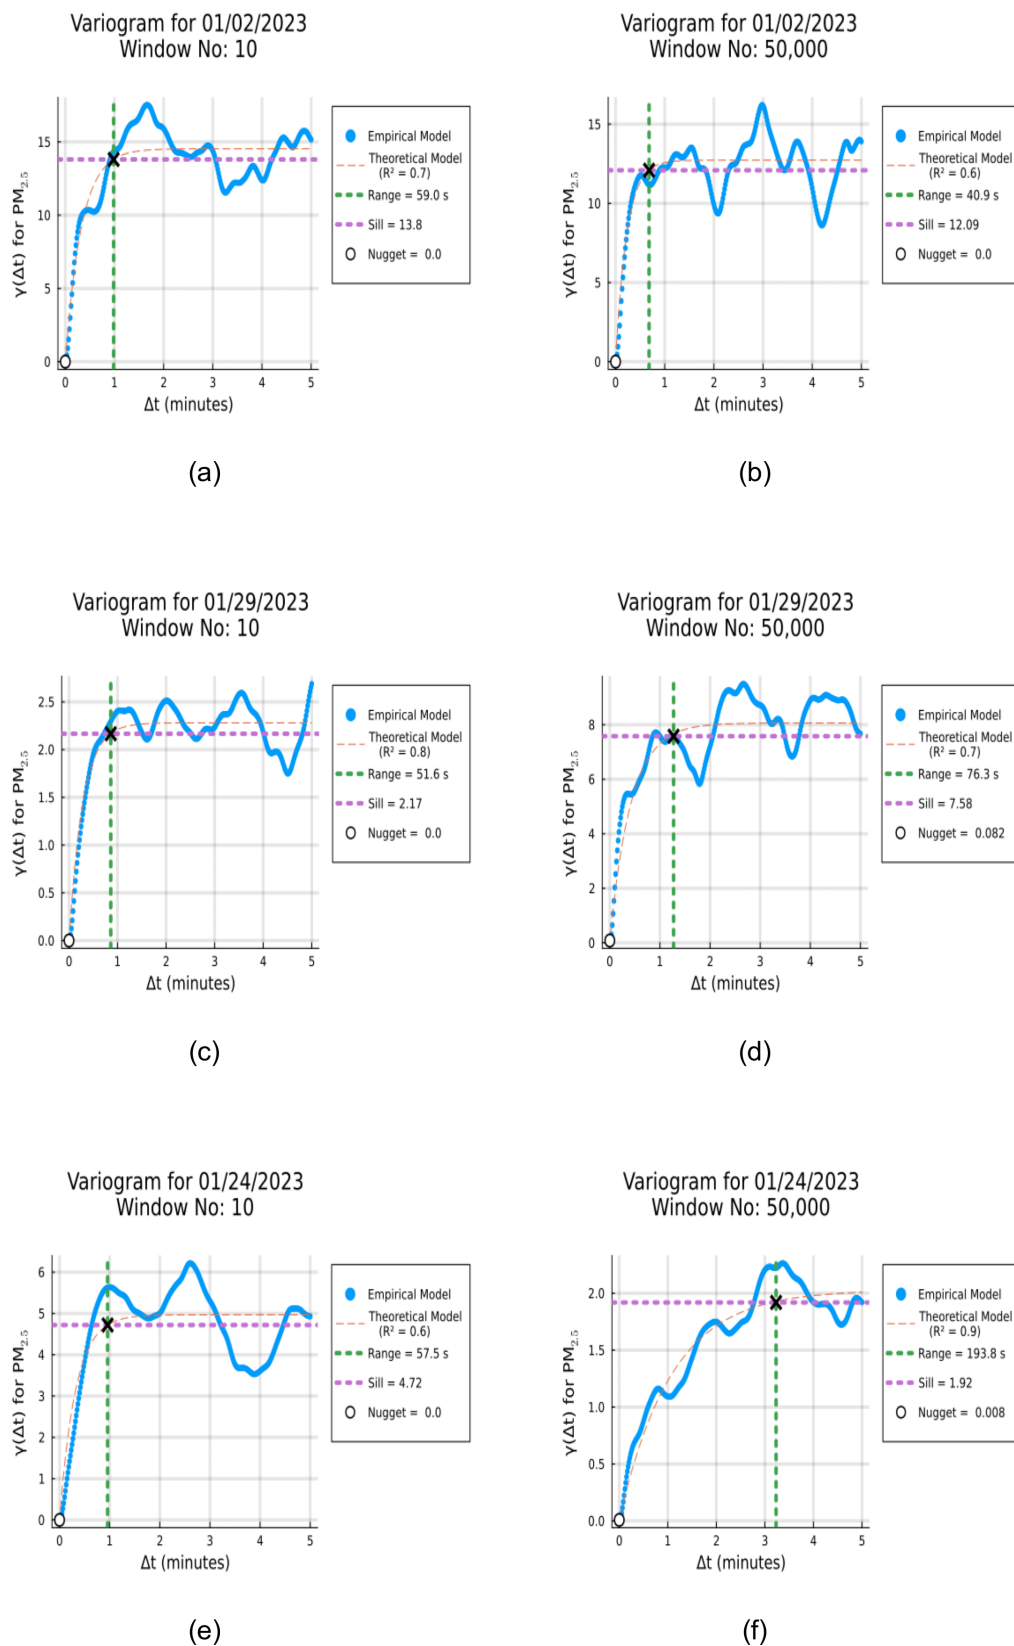 Variogram for 01/02/2023
Window No: 10
γ(Δt) for PM2.5
15
10
5
0
0 1 2 3 4 5
Δt (minutes)
Empirical Model
Theoretical Model
(R² = 0.7)
Range = 59.0 s
Sill = 13.8
Nugget = 0.0
(a)
Variogram for 01/02/2023
Window No: 50,000
γ(Δt) for PM2.5
15
10
5
0
0 1 2 3 4 5
Δt (minutes)
Empirical Model
Theoretical Model
(R² = 0.6)
Range = 40.9 s
Sill = 12.09
Nugget = 0.0
(b)
Variogram for 01/29/2023
Window No: 10
γ(Δt) for PM2.5
2.5
2.0
1.5
1.0
0.5
0.0
0 1 2 3 4 5
Δt (minutes)
Empirical Model
Theoretical Model
(R² = 0.8)
Range = 51.6 s
Sill = 2.17
Nugget = 0.0
(c)
Variogram for 01/29/2023
Window No: 50,000
γ(Δt) for PM2.5
8
6
4
2
0
0 1 2 3 4 5
Δt (minutes)
Empirical Model
Theoretical Model
(R² = 0.7)
Range = 76.3 s
Sill = 7.58
Nugget = 0.082
(d)
Variogram for 01/24/2023
Window No: 10
γ(Δt) for PM2.5
6
5
4
3
2
1
0
0 1 2 3 4 5
Δt (minutes)
Empirical Model
Theoretical Model
(R² = 0.6)
Range = 57.5 s
Sill = 4.72
Nugget = 0.0
(e)
Variogram for 01/24/2023
Window No: 50,000
γ(Δt) for PM2.5
2.0
1.5
1.0
0.5
0.0
0 1 2 3 4 5
Δt (minutes)
Empirical Model
Theoretical Model
(R² = 0.9)
Range = 193.8 s
Sill = 1.92
Nugget = 0.008
(f)